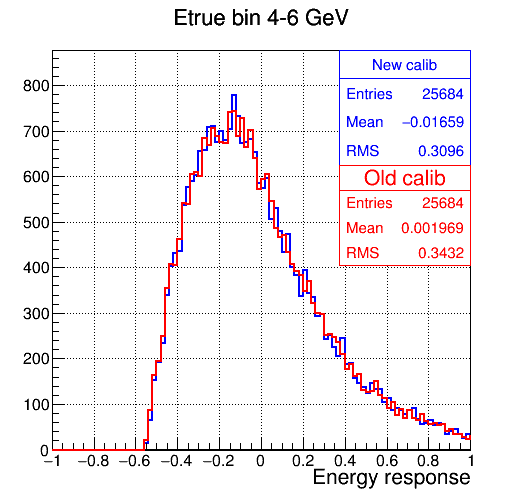 Etrue bin 4-6 GeV
New calib
Entries 25684
Mean −0.01659
RMS 0.3096
Old calib
Entries 25684
Mean 0.001969
RMS 0.3432
800
700
600
500
400
300
200
100
0
−1 −0.8 −0.6 −0.4 −0.2 0 0.2 0.4 0.6 0.8 1
Energy response